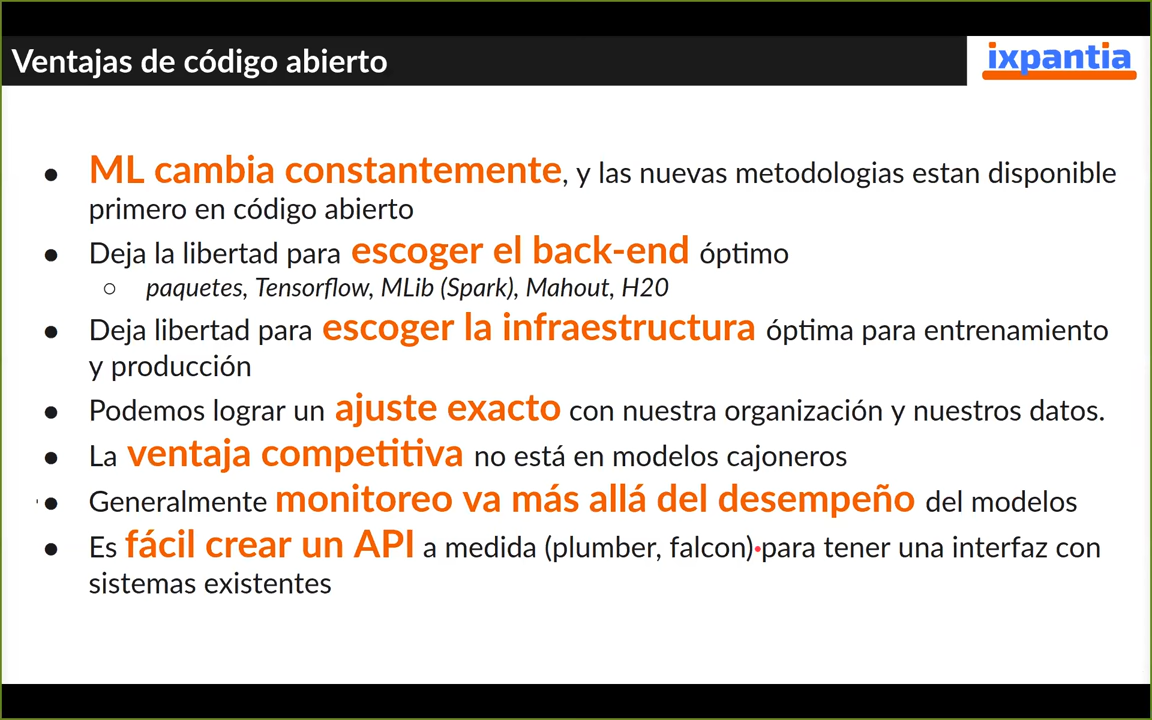 Ventajas de código abierto
ixpantia
● ML cambia constantemente, y las nuevas metodologias estan disponible
primero en código abierto
● Deja la libertad para escoger el back-end óptimo
○ paquetes, Tensorflow, MLib (Spark), Mahout, H20
● Deja libertad para escoger la infraestructura óptima para entrenamiento
y producción
● Podemos lograr un ajuste exacto con nuestra organización y nuestros datos.
● La ventaja competitiva no está en modelos cajoneros
● Generalmente monitoreo va más allá del desempeño del modelos
● Es fácil crear un API a medida (plumber, falcon) para tener una interfaz con
sistemas existentes